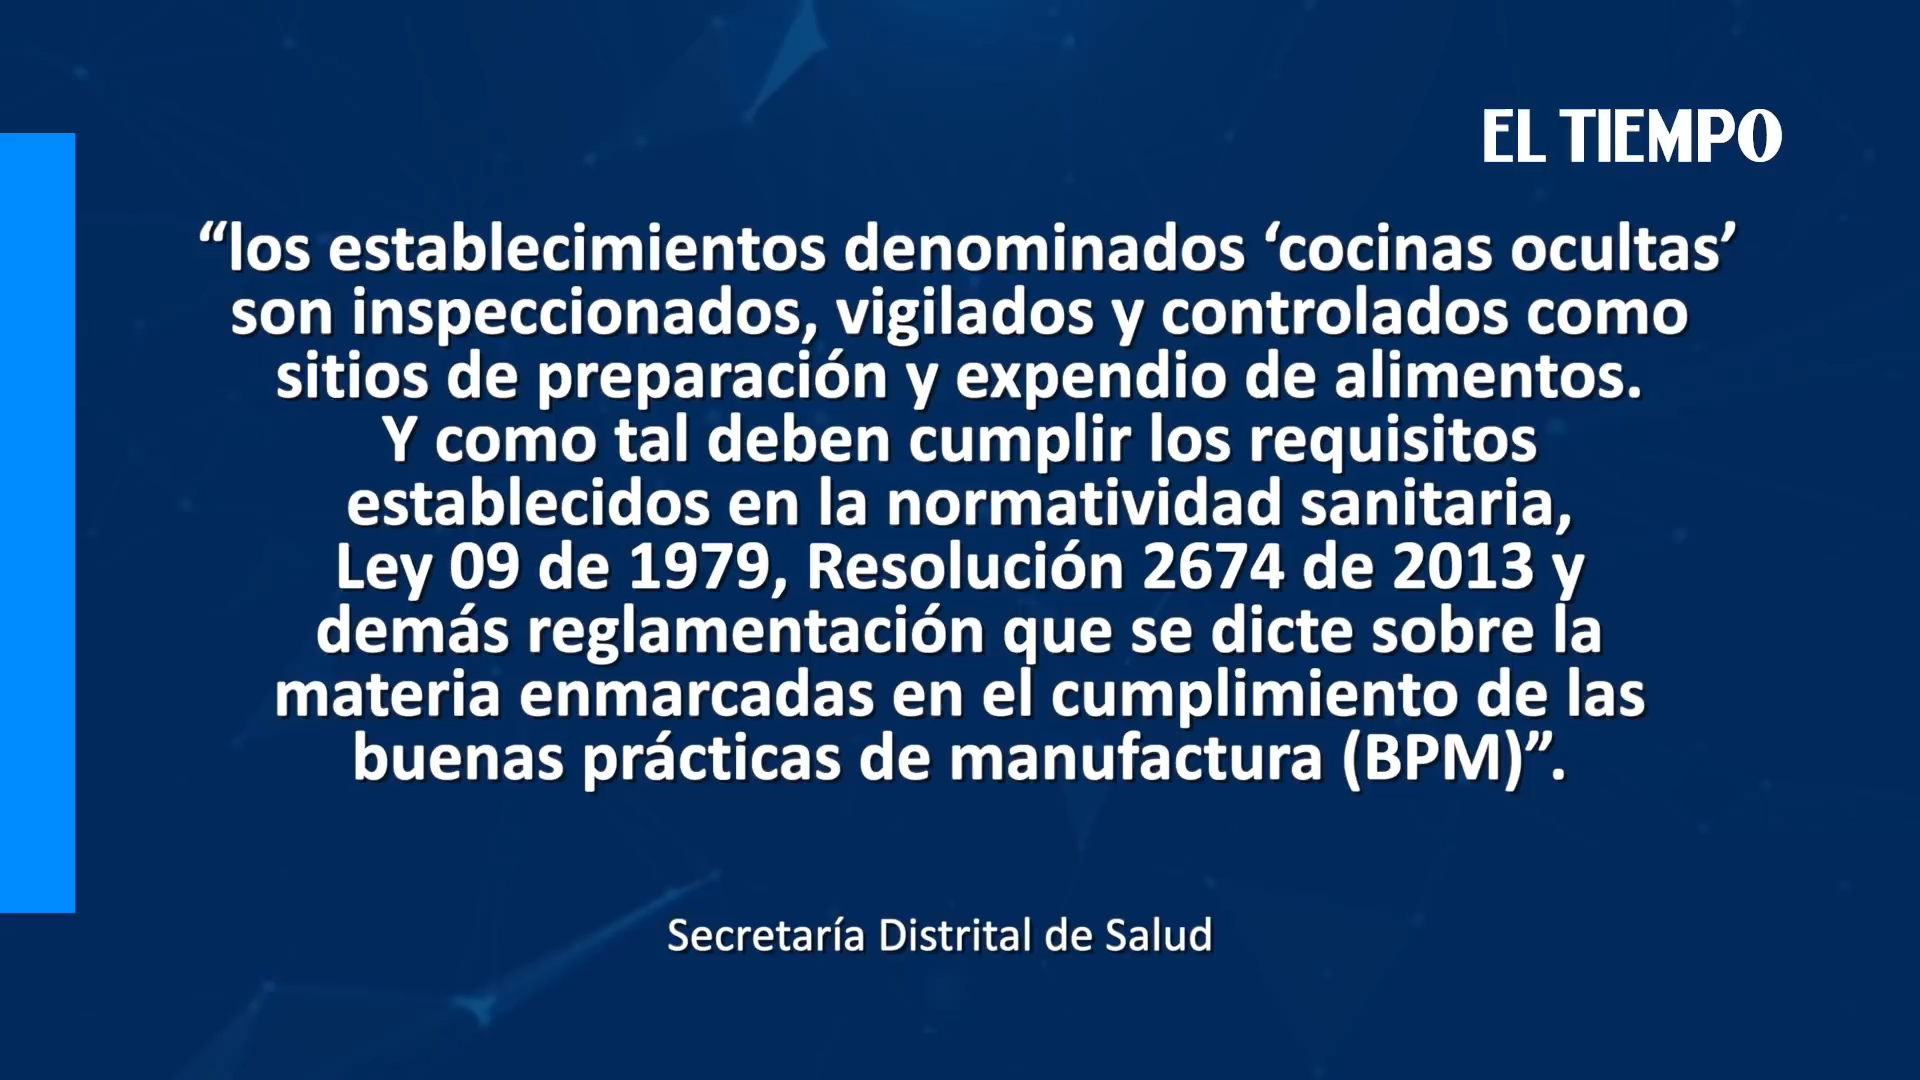 EL TIEMPO
“los establecimientos denominados ‘cocinas ocultas’
son inspeccionados, vigilados y controlados como
sitios de preparación y expendio de alimentos.
Y como tal deben cumplir los requisitos
establecidos en la normatividad sanitaria,
Ley 09 de 1979, Resolución 2674 de 2013 y
demás reglamentación que se dicte sobre la
materia enmarcadas en el cumplimiento de las
buenas prácticas de manufactura (BPM)”.
Secretaría Distrital de Salud